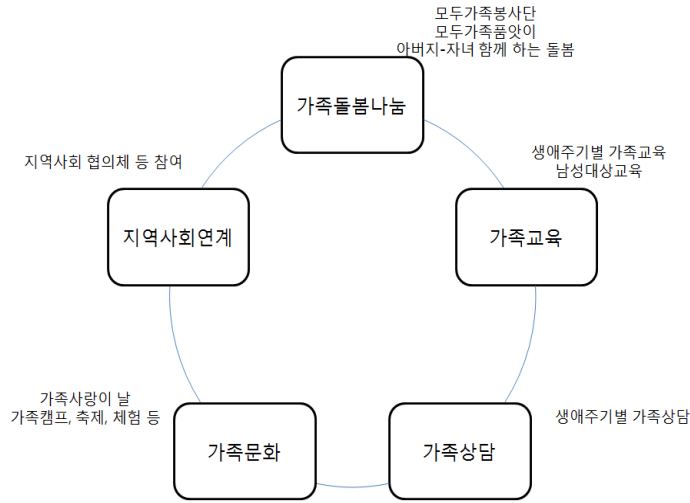 모두가족봉사단
모두가족품앗이
아버지-자녀 함께 하는 돌봄
가족돌봄나눔
생애주기별 가족교육
남성대상교육
가족교육
생애주기별 가족상담
가족상담
가족사랑이 날
가족캠프, 축제, 체험 등
가족문화
지역사회 협의체 등 참여
지역사회연계